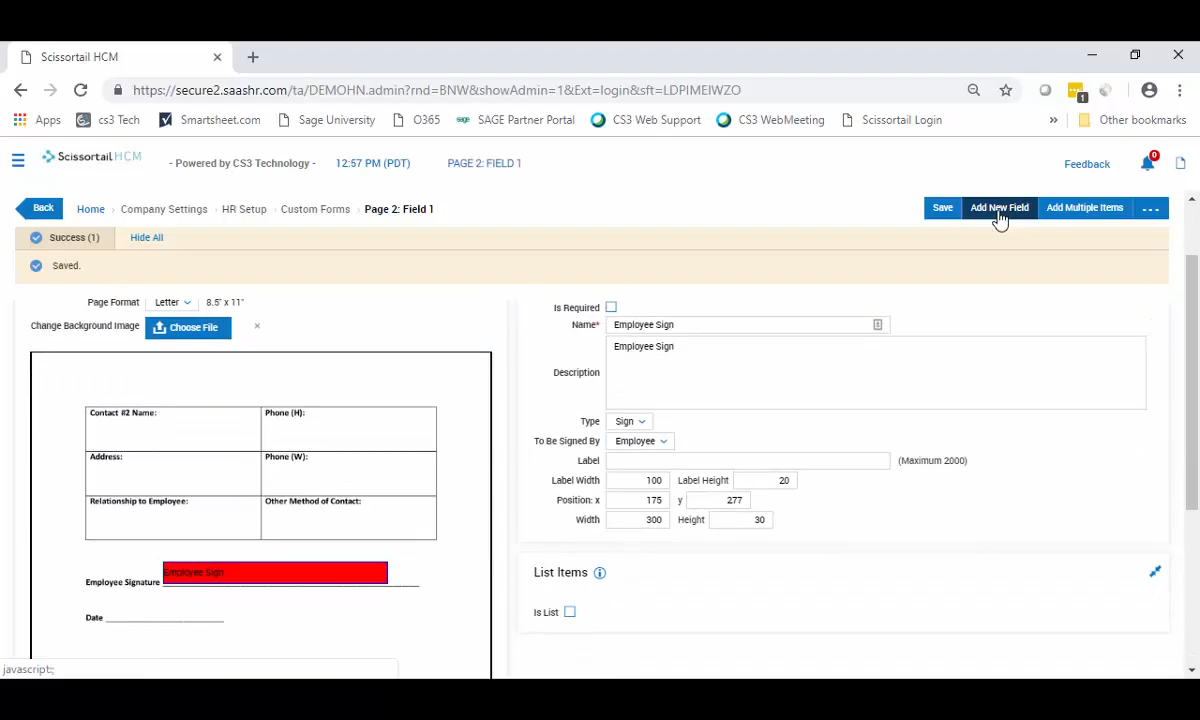 Scissortail HCM
https://secure2.saashr.com/ta/DEMOHN.admin?rnd=BNW&showAdmin=1&Ext=login&sft=LDPIMEIWZO
1
Apps cs3 Tech Smartsheet.com Sage University O365 SAGE Partner Portal CS3 Web Support CS3 WebMeeting Scissortail Login » Other bookmarks
ScissortailHCM - Powered by CS3 Technology - 12:57 PM (PDT) PAGE 2: FIELD 1 Feedback 0
Back Home › Company Settings › HR Setup › Custom Forms › Page 2: Field 1 Save Add New Field Add Multiple Items ...
Success (1) Hide All
Saved.
Page Format Letter 8.5" x 11"
Change Background Image Choose File ×
Contact #2 Name: Phone (H):
Address: Phone (W):
Relationship to Employee: Other Method of Contact:
Employee Signature Employee Sign
Date
Is Required
Name* Employee Sign
Description Employee Sign
Type Sign
To Be Signed By Employee
Label (Maximum 2000)
Label Width 100 Label Height 20
Position: x 175 y 277
Width 300 Height 30
List Items
Is List
javascript:;